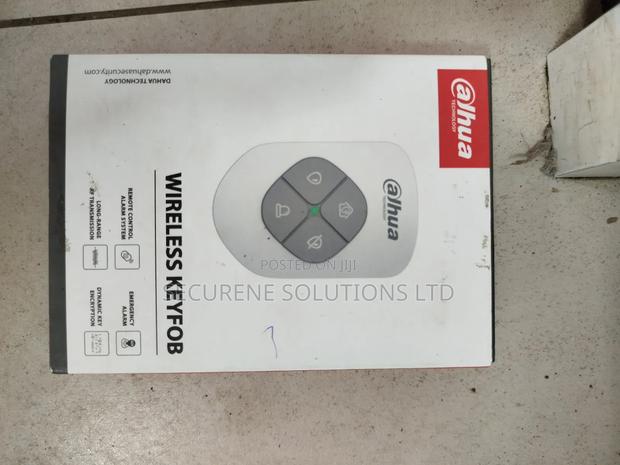 alhua
TECHNOLOGY
alhua
TECHNOLOGY
WIRELESS KEYFOB
REMOTE CONTROL
ALARM SYSTEM
EMERGENCY
ALARM
LONG-RANGE
RF TRANSMISSION
DYNAMIC KEY
ENCRYPTION
DAHUA TECHNOLOGY
www.dahuasecurity.com
POSTED ON JIJI
SECURENE SOLUTIONS LTD